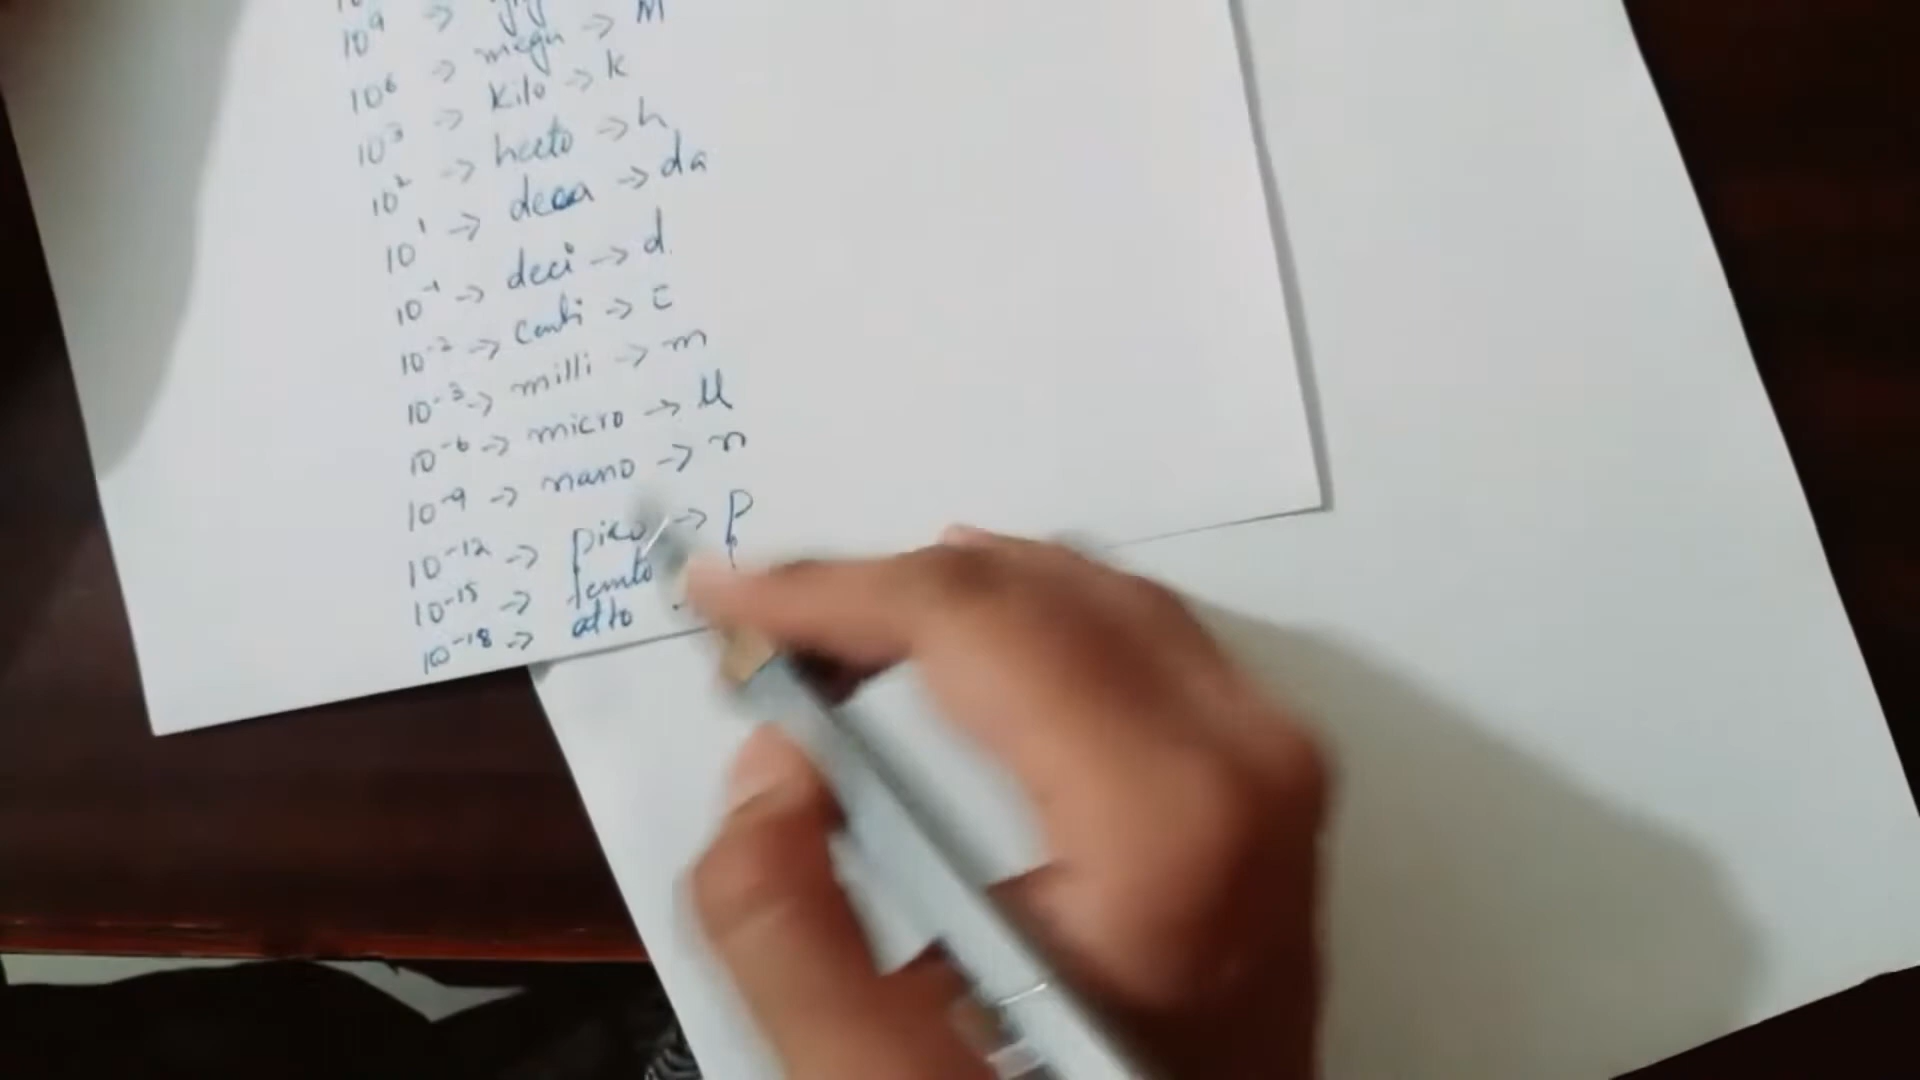 10⁹ →
10⁶ → mega → M
10³ → kilo → k
10² → hecto → h
10¹ → deca → da
10⁻¹ → deci → d
10⁻² → centi → c
10⁻³ → milli → m
10⁻⁶ → micro → μ
10⁻⁹ → nano → n
10⁻¹² → pico → p
10⁻¹⁵ → femto
10⁻¹⁸ → atto